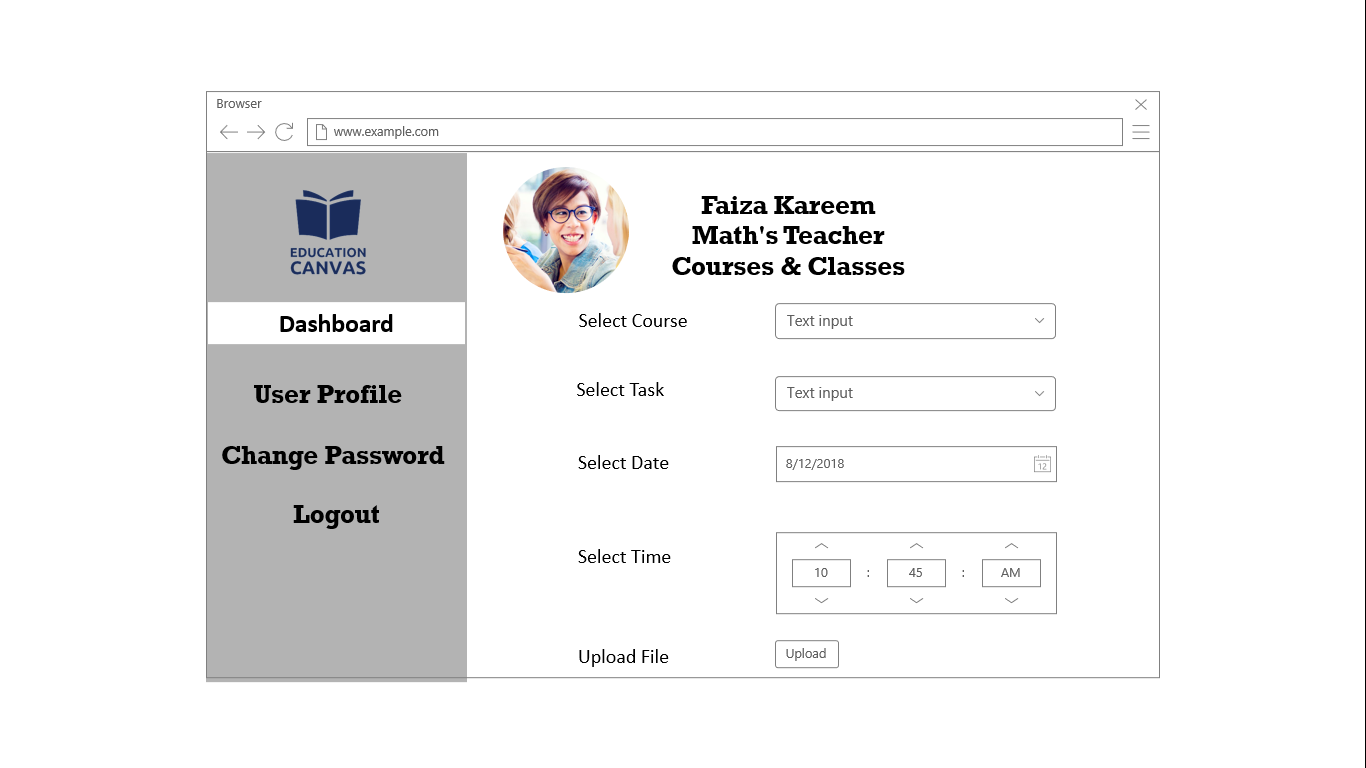 Browser
www.example.com
EDUCATION
CANVAS
Dashboard
User Profile
Change Password
Logout
Faiza Kareem
Math's Teacher
Courses & Classes
Select Course
Text input
Select Task
Text input
Select Date
8/12/2018
12
Select Time
10 : 45 : AM
Upload File
Upload